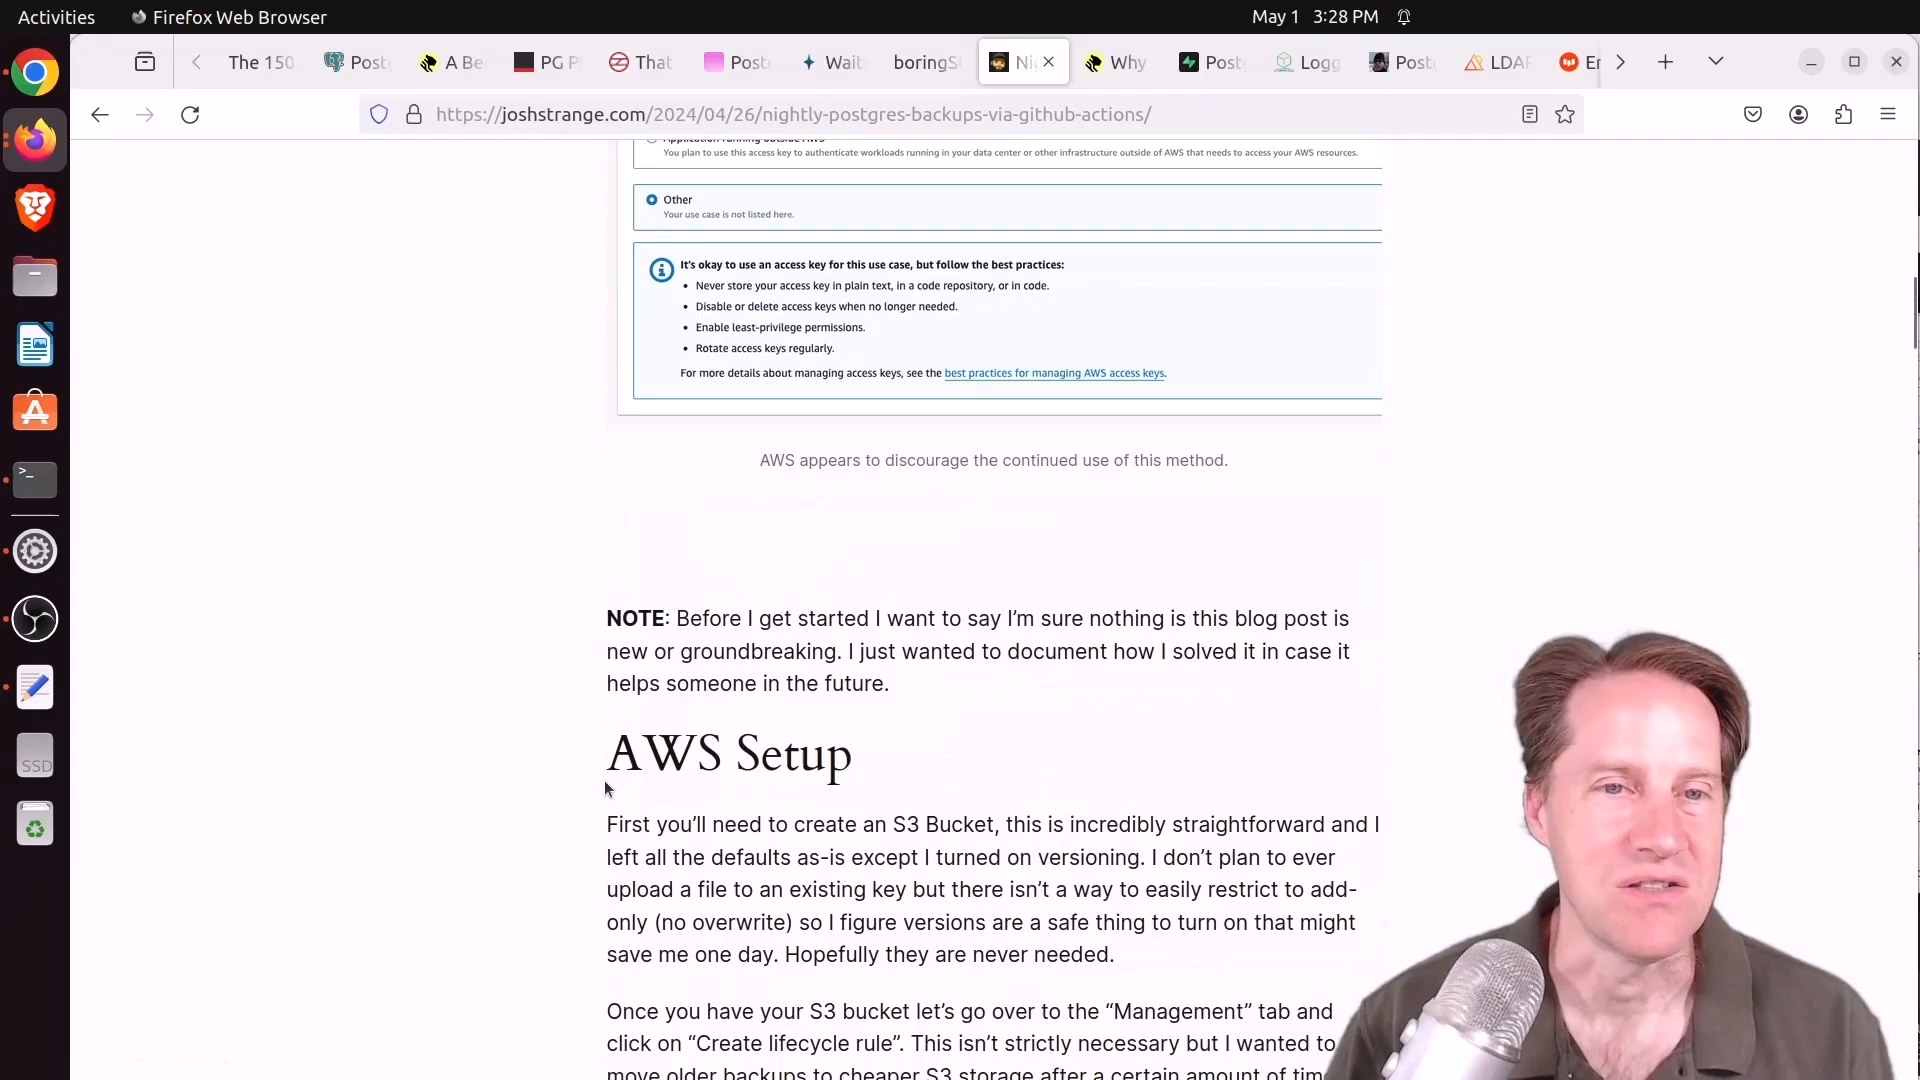 Activities
Firefox Web Browser
May 1 3:28 PM
The 150
Post
A Be
PG P
That
Post
Wait
boringS
Ni
Why
Post
Logg
Post
LDAP
Er
https://joshstrange.com/2024/04/26/nightly-postgres-backups-via-github-actions/
You plan to use this access key to authenticate workloads running in your data center or other infrastructure outside of AWS that needs to access your AWS resources.
Other
Your use case is not listed here.
It's okay to use an access key for this use case, but follow the best practices:
• Never store your access key in plain text, in a code repository, or in code.
• Disable or delete access keys when no longer needed.
• Enable least-privilege permissions.
• Rotate access keys regularly.
For more details about managing access keys, see the best practices for managing AWS access keys.
AWS appears to discourage the continued use of this method.
NOTE: Before I get started I want to say I’m sure nothing is this blog post is
new or groundbreaking. I just wanted to document how I solved it in case it
helps someone in the future.
AWS Setup
First you’ll need to create an S3 Bucket, this is incredibly straightforward and I
left all the defaults as-is except I turned on versioning. I don’t plan to ever
upload a file to an existing key but there isn’t a way to easily restrict to add-
only (no overwrite) so I figure versions are a safe thing to turn on that might
save me one day. Hopefully they are never needed.
Once you have your S3 bucket let’s go over to the “Management” tab and
click on “Create lifecycle rule”. This isn’t strictly necessary but I wanted to
move older backups to cheaper S3 storage after a certain amount of time
SSD